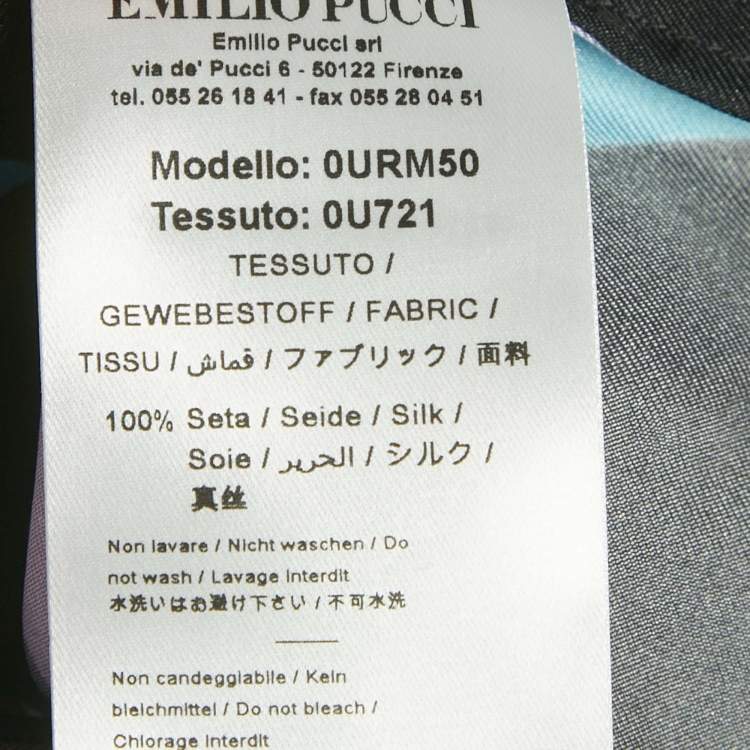 EMILIO PUCCI
Emilio Pucci srl
via de' Pucci 6 - 50122 Firenze
tel. 055 26 18 41 - fax 055 28 04 51
Modello: 0URM50
Tessuto: 0U721
TESSUTO /
GEWEBESTOFF / FABRIC /
TISSU / قماش / ファブリック / 面料
100% Seta / Seide / Silk /
Soie / الحرير / シルク /
真丝
Non lavare / Nicht waschen / Do
not wash / Lavage interdit
水洗いはお避け下さい / 不可水洗
Non candeggiabile / Kein
bleichmittel / Do not bleach /
Chlorage interdit